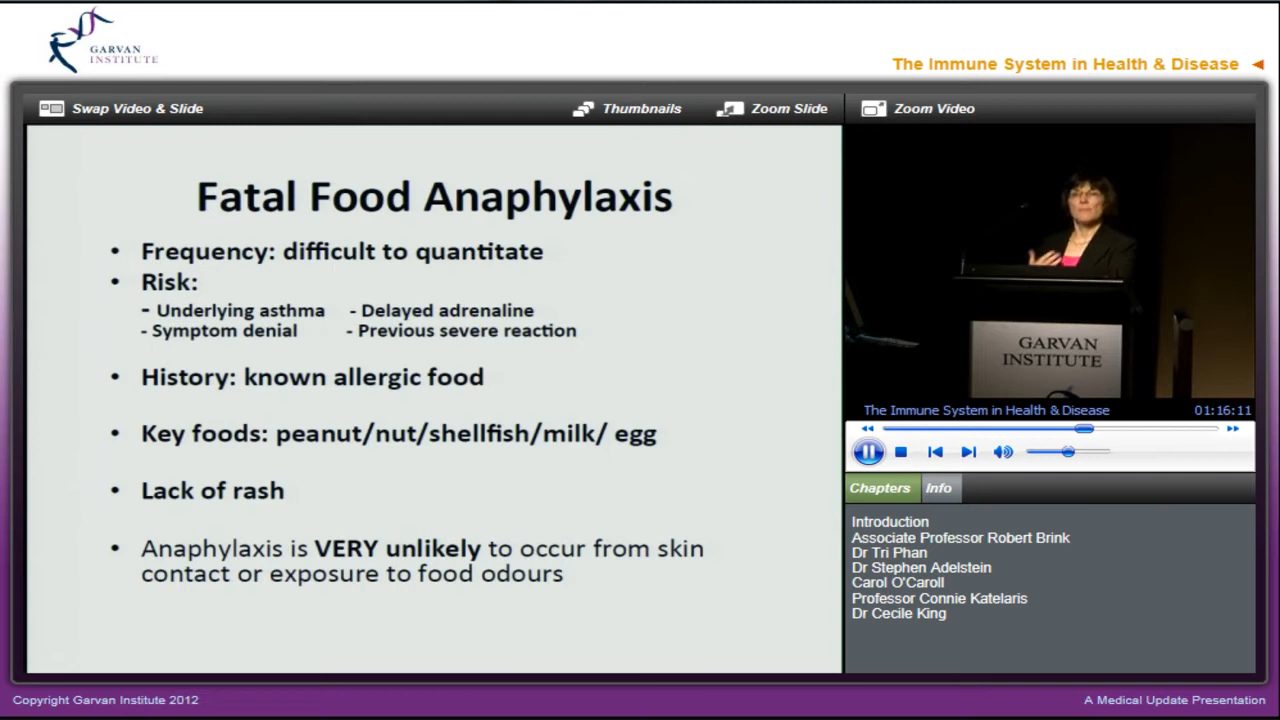 GARVAN
INSTITUTE
The Immune System in Health & Disease
Swap Video & Slide
Thumbnails
Zoom Slide
Zoom Video
Fatal Food Anaphylaxis
• Frequency: difficult to quantitate
• Risk:
- Underlying asthma - Delayed adrenaline
- Symptom denial - Previous severe reaction
• History: known allergic food
• Key foods: peanut/nut/shellfish/milk/ egg
• Lack of rash
• Anaphylaxis is VERY unlikely to occur from skin
contact or exposure to food odours
GARVAN
INSTITUTE
The Immune System in Health & Disease 01:16:11
Chapters
Info
Introduction
Associate Professor Robert Brink
Dr Tri Phan
Dr Stephen Adelstein
Carol O'Caroll
Professor Connie Katelaris
Dr Cecile King
Copyright Garvan Institute 2012
A Medical Update Presentation